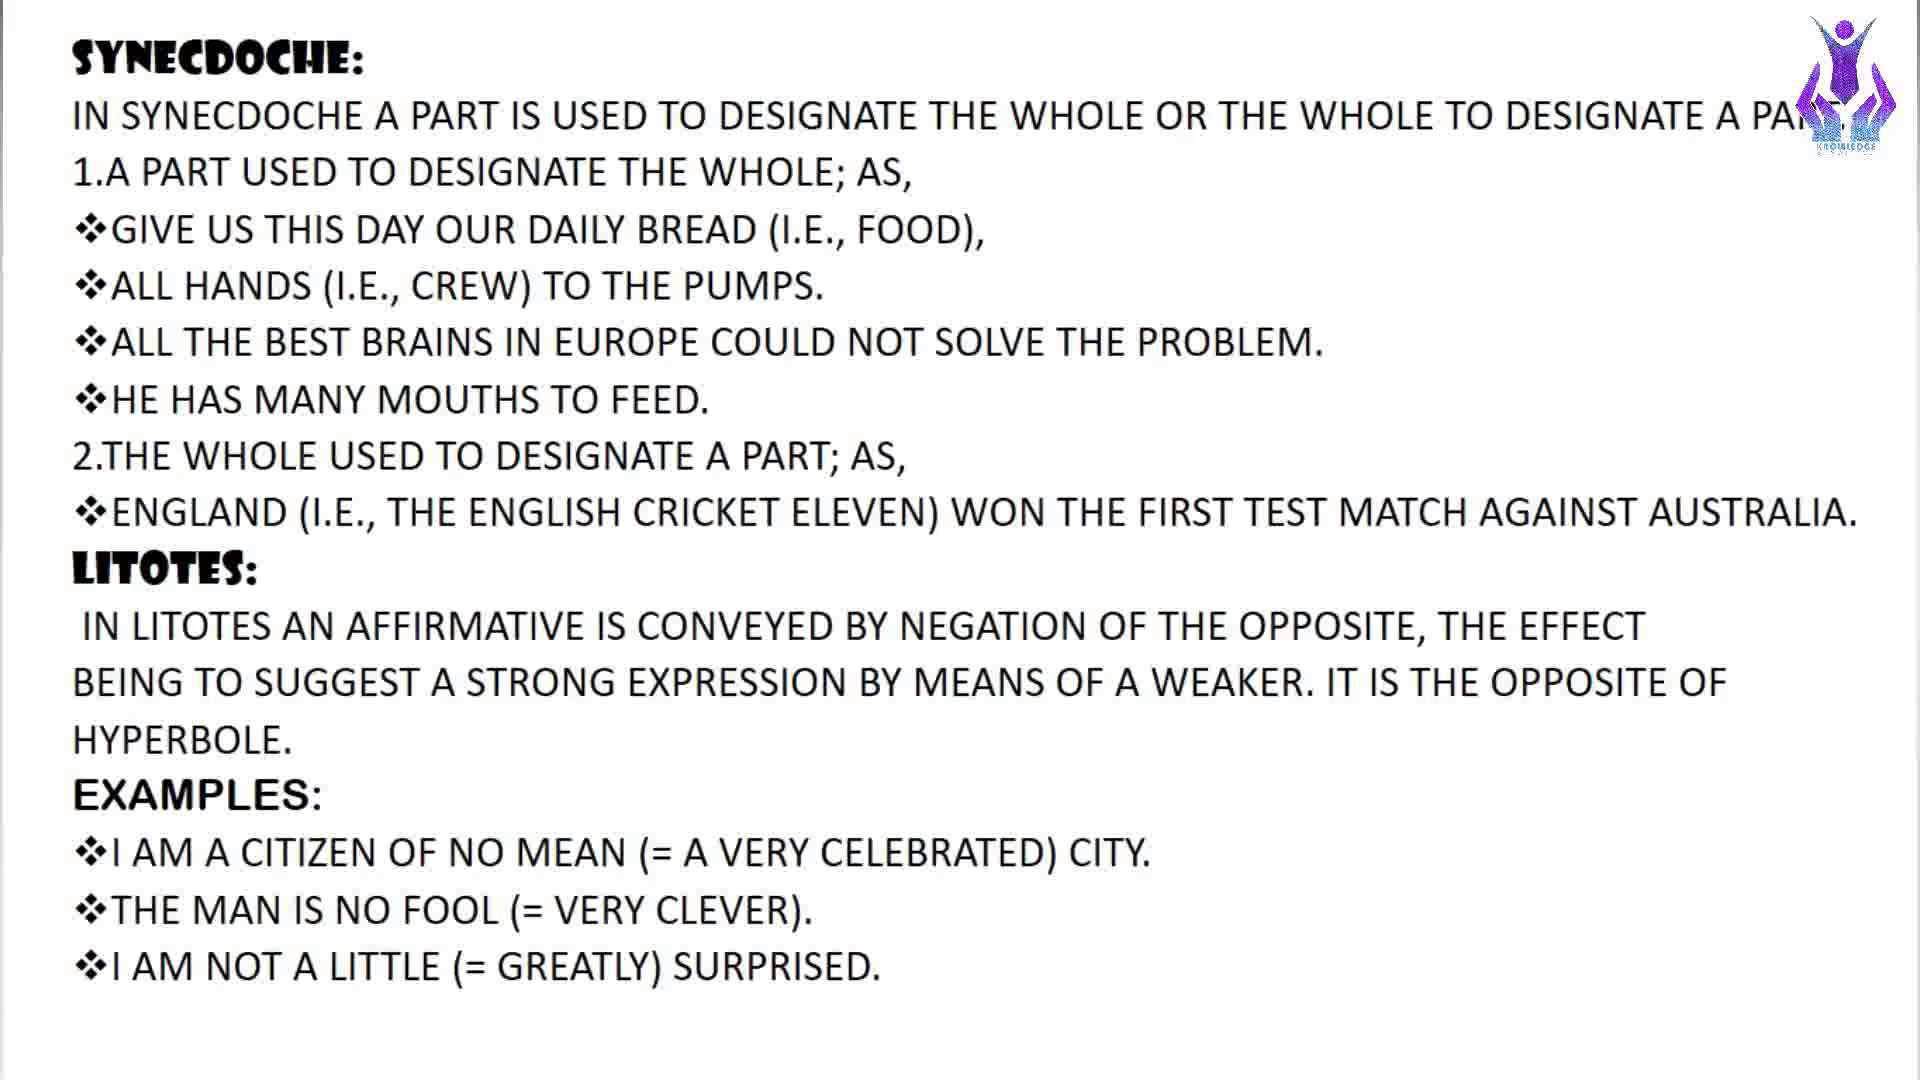 SYNECDOCHE:
IN SYNECDOCHE A PART IS USED TO DESIGNATE THE WHOLE OR THE WHOLE TO DESIGNATE A PART.
1.A PART USED TO DESIGNATE THE WHOLE; AS,
❖GIVE US THIS DAY OUR DAILY BREAD (I.E., FOOD),
❖ALL HANDS (I.E., CREW) TO THE PUMPS.
❖ALL THE BEST BRAINS IN EUROPE COULD NOT SOLVE THE PROBLEM.
❖HE HAS MANY MOUTHS TO FEED.
2.THE WHOLE USED TO DESIGNATE A PART; AS,
❖ENGLAND (I.E., THE ENGLISH CRICKET ELEVEN) WON THE FIRST TEST MATCH AGAINST AUSTRALIA.
LITOTES:
IN LITOTES AN AFFIRMATIVE IS CONVEYED BY NEGATION OF THE OPPOSITE, THE EFFECT
BEING TO SUGGEST A STRONG EXPRESSION BY MEANS OF A WEAKER. IT IS THE OPPOSITE OF
HYPERBOLE.
EXAMPLES:
❖I AM A CITIZEN OF NO MEAN (= A VERY CELEBRATED) CITY.
❖THE MAN IS NO FOOL (= VERY CLEVER).
❖I AM NOT A LITTLE (= GREATLY) SURPRISED.
KNOWLEDGE